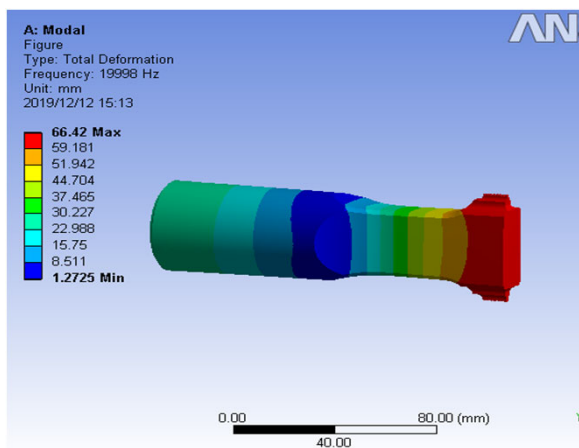 AN
A: Modal
Figure
Type: Total Deformation
Frequency: 19998 Hz
Unit: mm
2019/12/12 15:13
66.42 Max
59.181
51.942
44.704
37.465
30.227
22.988
15.75
8.511
1.2725 Min
0.00
80.00 (mm)
40.00